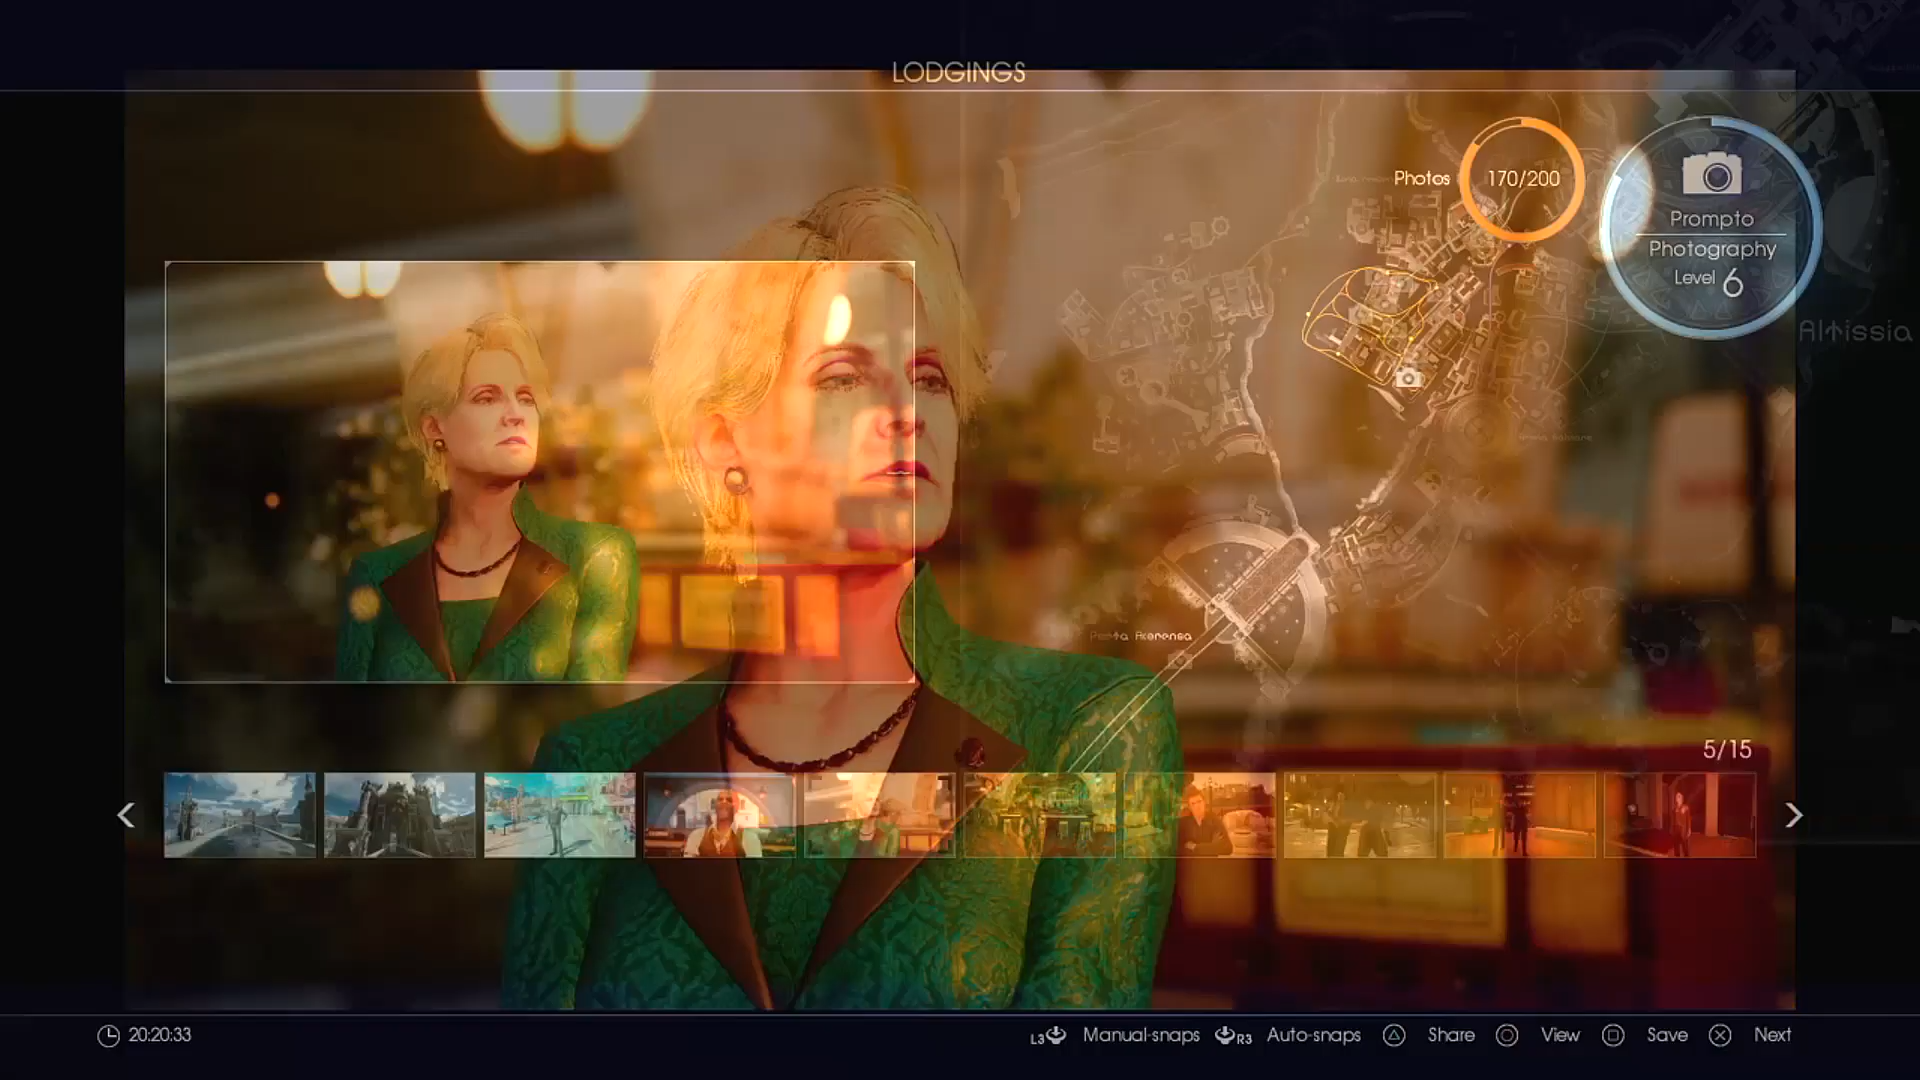 LODGINGS
Photos 170/200
Prompto
Photography
Level 6
Altissia
5/15
20:20:33
L3 Manual-snaps R3 Auto-snaps Share View Save Next